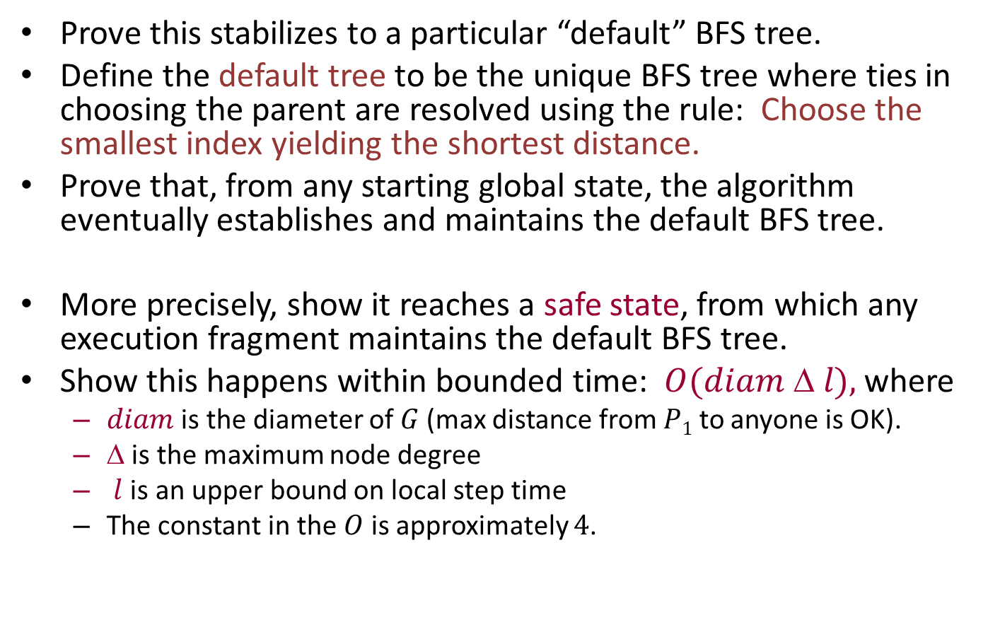 • Prove this stabilizes to a particular “default” BFS tree.
• Define the default tree to be the unique BFS tree where ties in
choosing the parent are resolved using the rule: Choose the
smallest index yielding the shortest distance.
• Prove that, from any starting global state, the algorithm
eventually establishes and maintains the default BFS tree.
• More precisely, show it reaches a safe state, from which any
execution fragment maintains the default BFS tree.
• Show this happens within bounded time: O(diam Δ l), where
– diam is the diameter of G (max distance from P₁ to anyone is OK).
– Δ is the maximum node degree
– l is an upper bound on local step time
– The constant in the O is approximately 4.